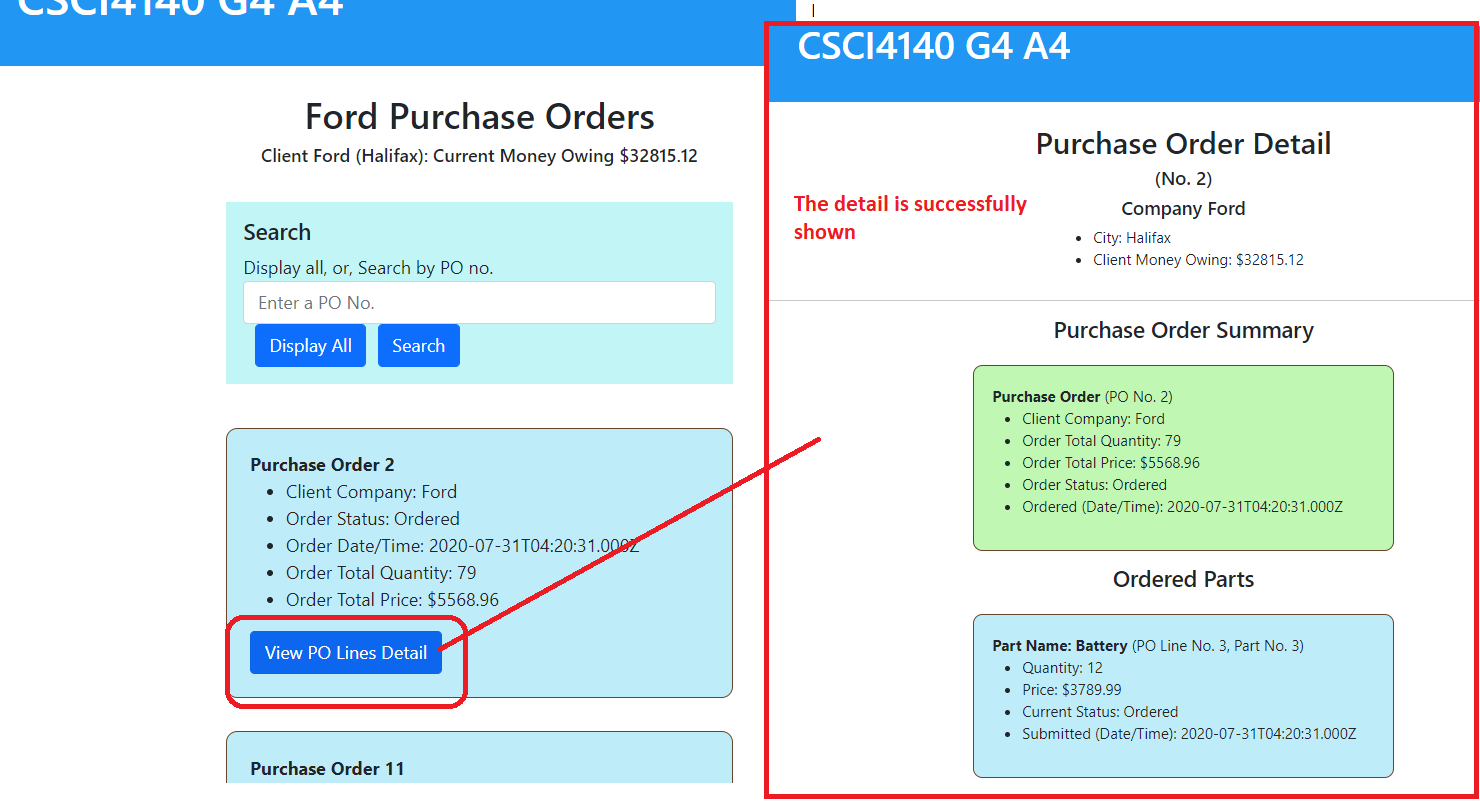 CSCI4140 G4 A4
Ford Purchase Orders
Client Ford (Halifax): Current Money Owing $32815.12
Search
Display all, or, Search by PO no.
Enter a PO No.
Display All
Search
Purchase Order 2
Client Company: Ford
Order Status: Ordered
Order Date/Time: 2020-07-31T04:20:31.000Z
Order Total Quantity: 79
Order Total Price: $5568.96
View PO Lines Detail
Purchase Order 11
CSCI4140 G4 A4
Purchase Order Detail
(No. 2)
The detail is successfully
shown
Company Ford
City: Halifax
Client Money Owing: $32815.12
Purchase Order Summary
Purchase Order (PO No. 2)
Client Company: Ford
Order Total Quantity: 79
Order Total Price: $5568.96
Order Status: Ordered
Ordered (Date/Time): 2020-07-31T04:20:31.000Z
Ordered Parts
Part Name: Battery (PO Line No. 3, Part No. 3)
Quantity: 12
Price: $3789.99
Current Status: Ordered
Submitted (Date/Time): 2020-07-31T04:20:31.000Z